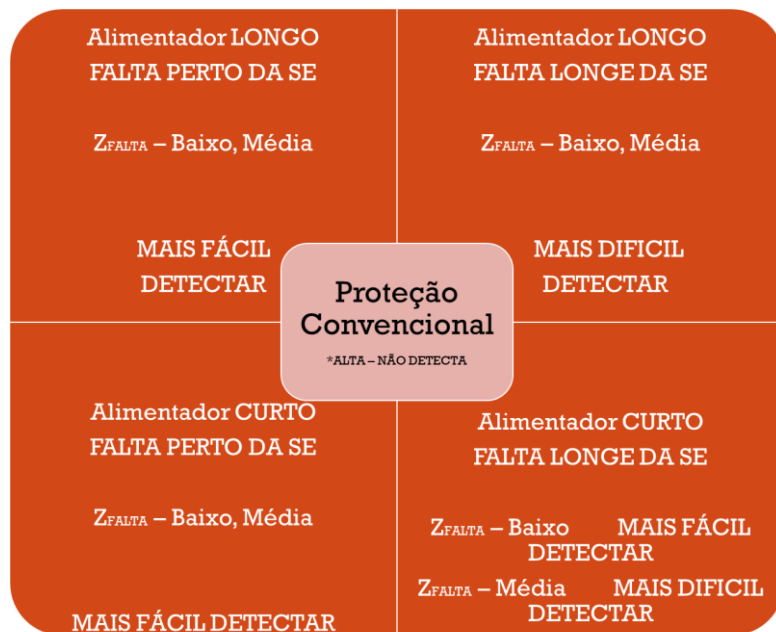 Alimentador LONGO
FALTA PERTO DA SE
ZFALTA – Baixo, Média
MAIS FÁCIL
DETECTAR
Alimentador LONGO
FALTA LONGE DA SE
ZFALTA – Baixo, Média
MAIS DIFICIL
DETECTAR
Proteção
Convencional
*ALTA – NÃO DETECTA
Alimentador CURTO
FALTA PERTO DA SE
ZFALTA – Baixo, Média
MAIS FÁCIL DETECTAR
Alimentador CURTO
FALTA LONGE DA SE
ZFALTA – Baixo MAIS FÁCIL
DETECTAR
ZFALTA – Média MAIS DIFICIL
DETECTAR